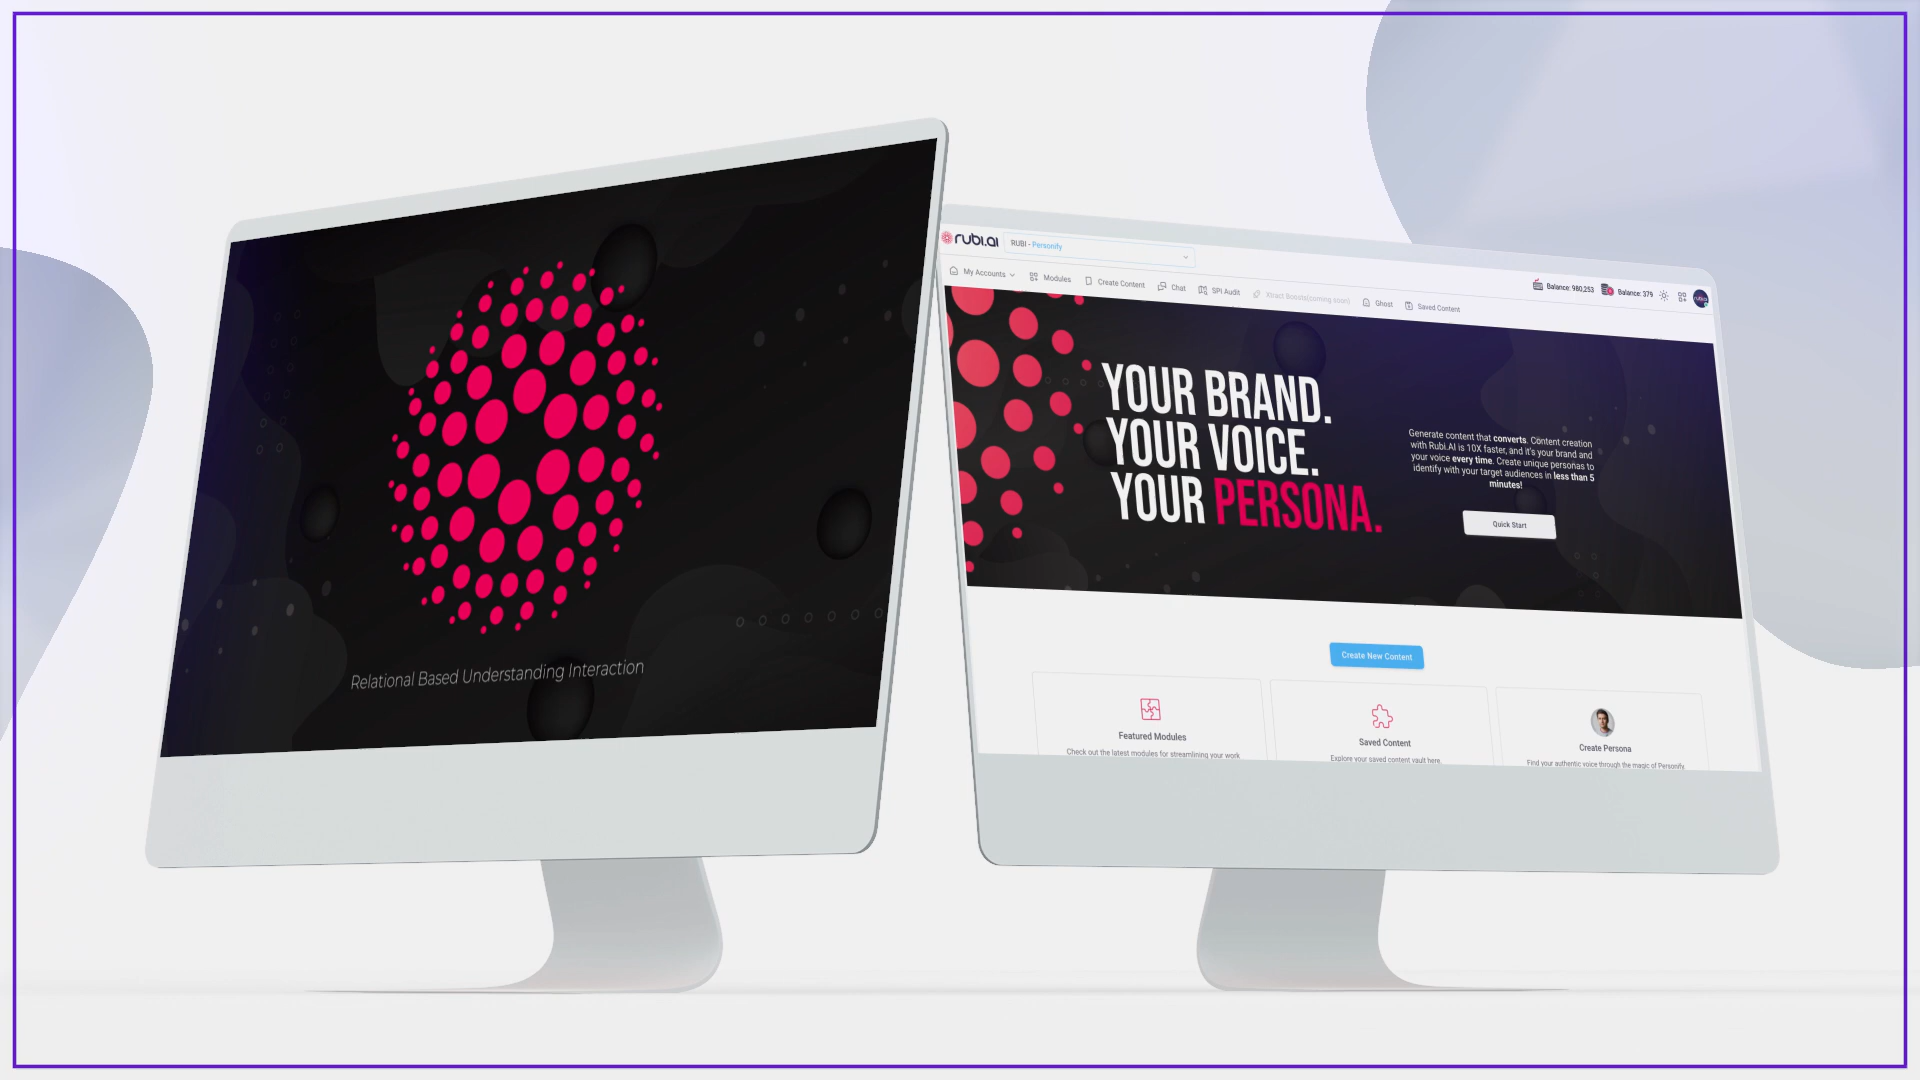 Relational Based Understanding Interaction
rubi.ai
RUBI - Personify
Balance: 980,253
Balance: 379
My Accounts
Modules
Create Content
Chat
SPI Audit
Xtract Boosts(coming soon)
Ghost
Saved Content
YOUR BRAND.
YOUR VOICE.
YOUR PERSONA.
Generate content that converts. Content creation
with Rubi.AI is 10X faster, and it's your brand and
your voice every time. Create unique personas to
identify with your target audiences in less than 5
minutes!
Quick Start
Create New Content
Featured Modules
Check out the latest modules for streamlining your work
Saved Content
Explore your saved content vault here.
Create Persona
Find your authentic voice through the magic of Personify